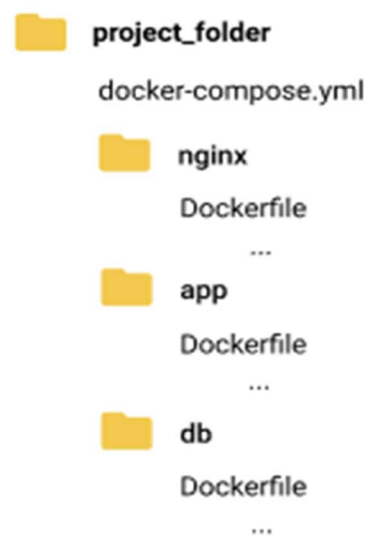 project_folder
docker-compose.yml
nginx
Dockerfile
...
app
Dockerfile
...
db
Dockerfile
...